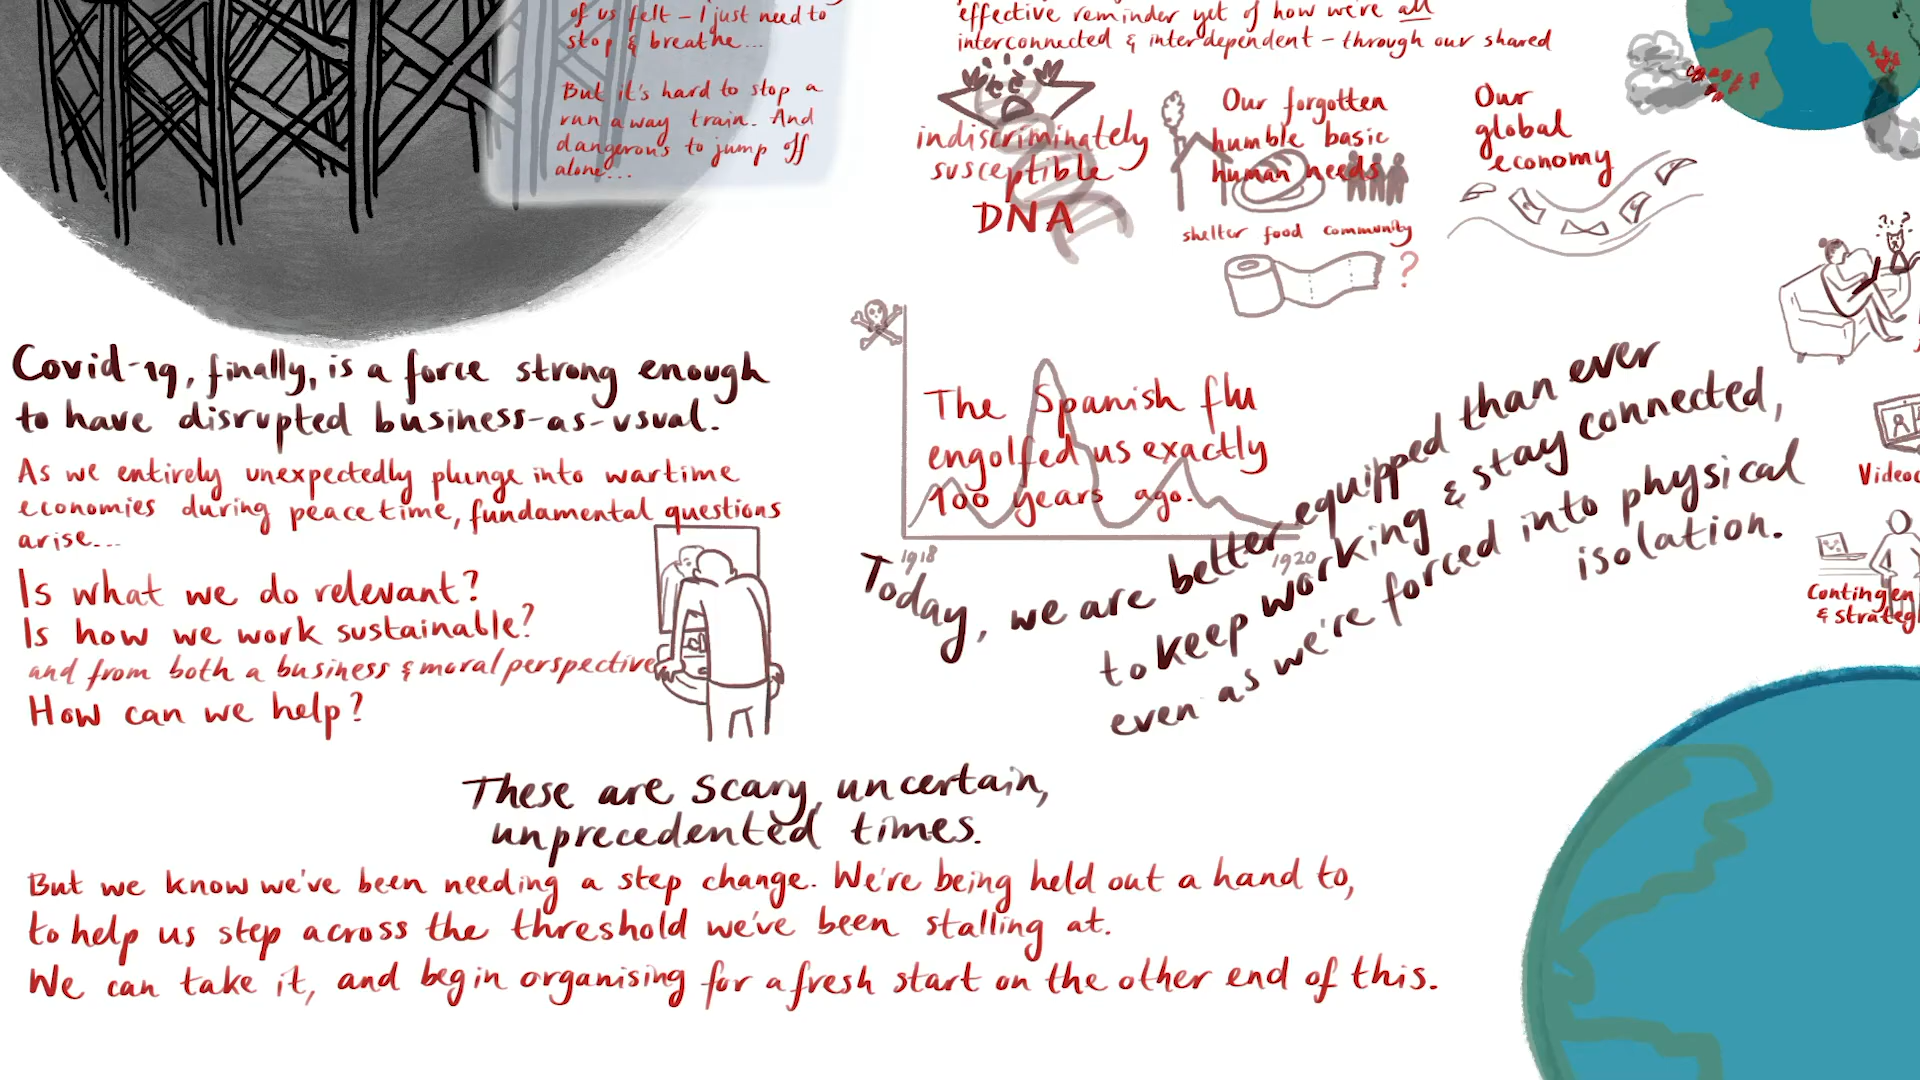 of us felt - I just need to
stop & breathe...
But it's hard to stop a
run away train. And
dangerous to jump off
alone...
effective reminder yet of how we're all
interconnected & interdependent - through our shared
indiscriminately
susceptible
DNA
Our forgotten
humble basic
human needs
shelter food community
?
Our
global
economy
Covid-19, finally, is a force strong enough
to have disrupted business-as-usual.
As we entirely unexpectedly plunge into wartime
economies during peacetime, fundamental questions
arise...
Is what we do relevant?
Is how we work sustainable?
and from both a business & moral perspective
How can we help?
The Spanish flu
engolfed us exactly
100 years ago.
1918
1920
Today, we are better equipped than ever
to keep working & stay connected,
even as we're forced into physical
isolation.
? ? ?
These are scary, uncertain,
unprecedented times.
But we know we've been needing a step change. We're being held out a hand to,
to help us step across the threshold we've been stalling at.
We can take it, and begin organising for a fresh start on the other end of this.
& strateg